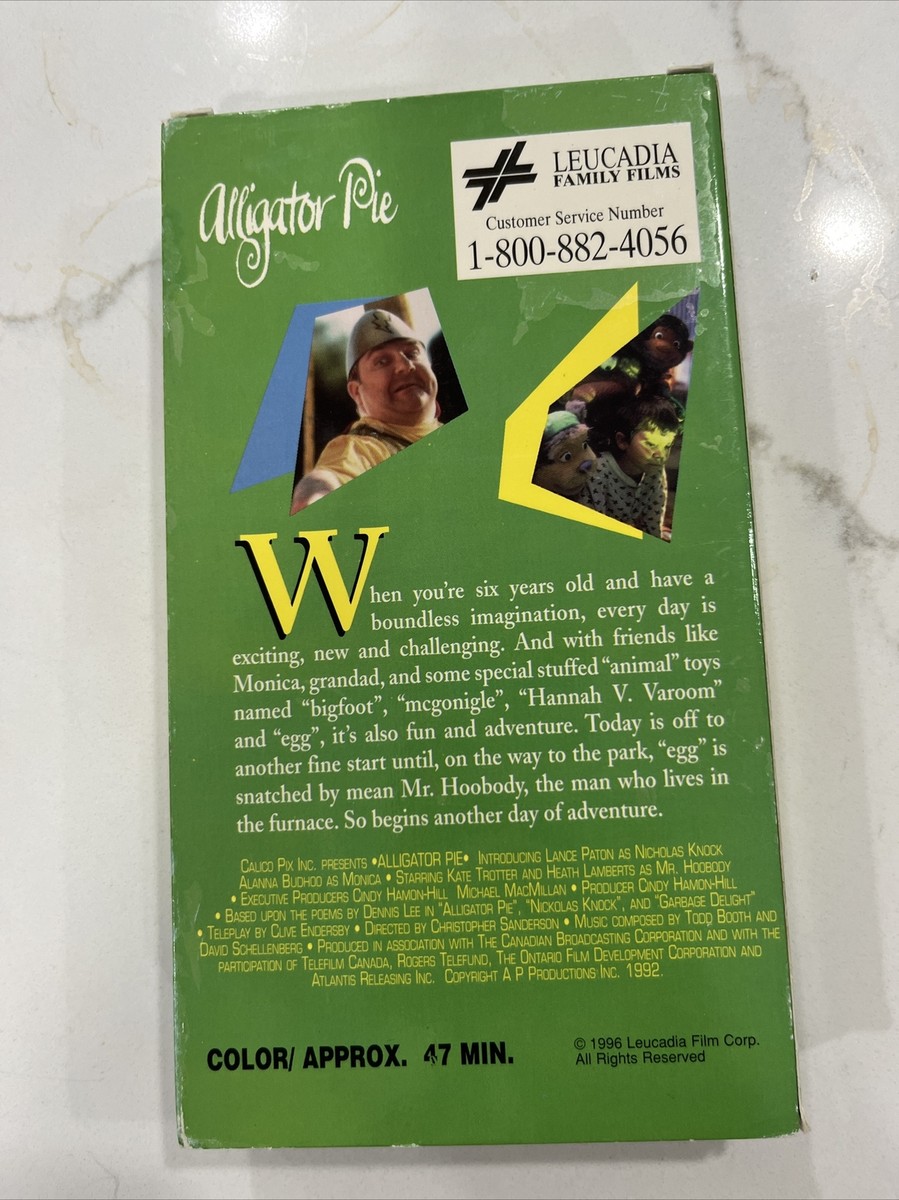 Alligator Pie
LEUCADIA
FAMILY FILMS
Customer Service Number
1-800-882-4056
When you're six years old and have a
boundless imagination, every day is
exciting, new and challenging. And with friends like
Monica, grandad, and some special stuffed "animal" toys
named "bigfoot", "mcgonigle", "Hannah V. Varoom"
and "egg", it's also fun and adventure. Today is off to
another fine start until, on the way to the park, "egg" is
snatched by mean Mr. Hoobody, the man who lives in
the furnace. So begins another day of adventure.
CALICO PIX INC. PRESENTS •ALLIGATOR PIE• INTRODUCING LANCE PATON AS NICHOLAS KNOCK
ALANNA BUDHOO AS MONICA • STARRING KATE TROTTER AND HEATH LAMBERTS AS MR. HOOBODY
• EXECUTIVE PRODUCERS CINDY HAMON-HILL MICHAEL MACMILLAN • PRODUCER CINDY HAMON-HILL
• BASED UPON THE POEMS BY DENNIS LEE IN "ALLIGATOR PIE", "NICKOLAS KNOCK", AND "GARBAGE DELIGHT"
• TELEPLAY BY CLIVE ENDERSBY • DIRECTED BY CHRISTOPHER SANDERSON • MUSIC COMPOSED BY TODD BOOTH AND
DAVID SCHELLENBERG • PRODUCED IN ASSOCIATION WITH THE CANADIAN BROADCASTING CORPORATION AND WITH THE
PARTICIPATION OF TELEFILM CANADA, ROGERS TELEFUND, THE ONTARIO FILM DEVELOPMENT CORPORATION AND
ATLANTIS RELEASING INC. COPYRIGHT A P PRODUCTIONS INC. 1992.
COLOR/ APPROX. 47 MIN.
© 1996 Leucadia Film Corp.
All Rights Reserved